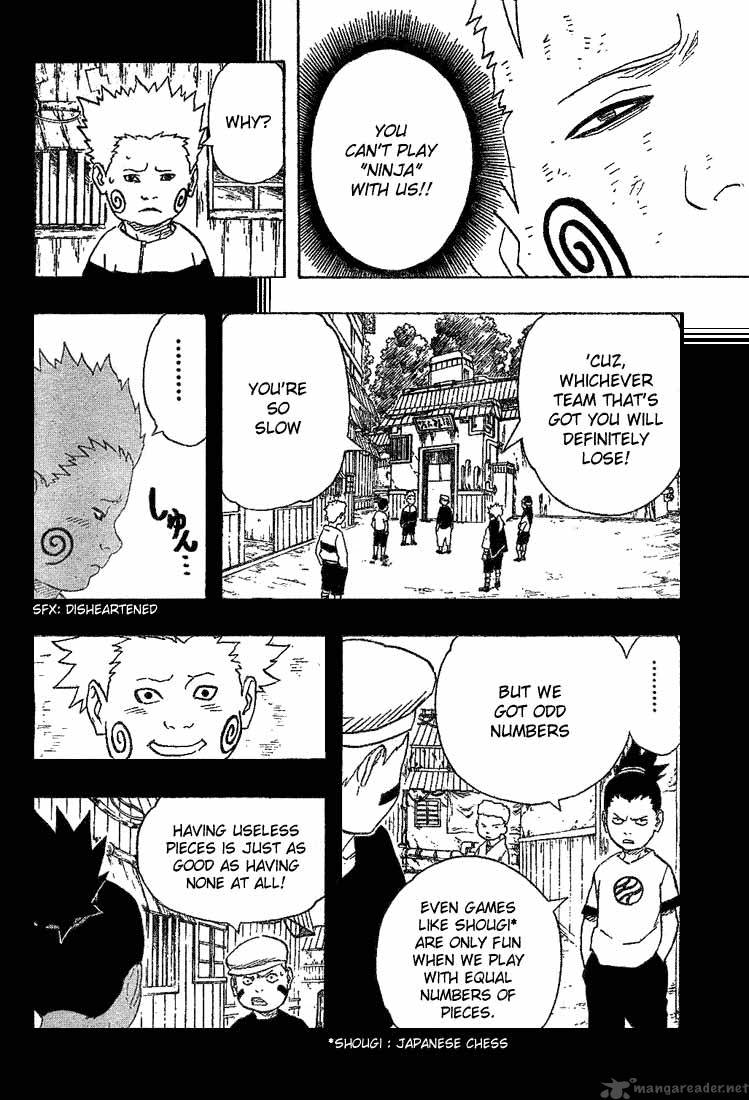 YOU
CAN'T PLAY
"NINJA"
WITH US!!
WHY?
'CUZ,
WHICHEVER
TEAM THAT'S
GOT YOU WILL
DEFINITELY
LOSE!
YOU'RE
SO
SLOW
しゅん…
SFX: DISHEARTENED
BUT WE
GOT ODD
NUMBERS
EVEN GAMES
LIKE SHOUGI*
ARE ONLY FUN
WHEN WE PLAY
WITH EQUAL
NUMBERS OF
PIECES.
HAVING USELESS
PIECES IS JUST AS
GOOD AS HAVING
NONE AT ALL!
*SHOUGI : JAPANESE CHESS
mangareader.net